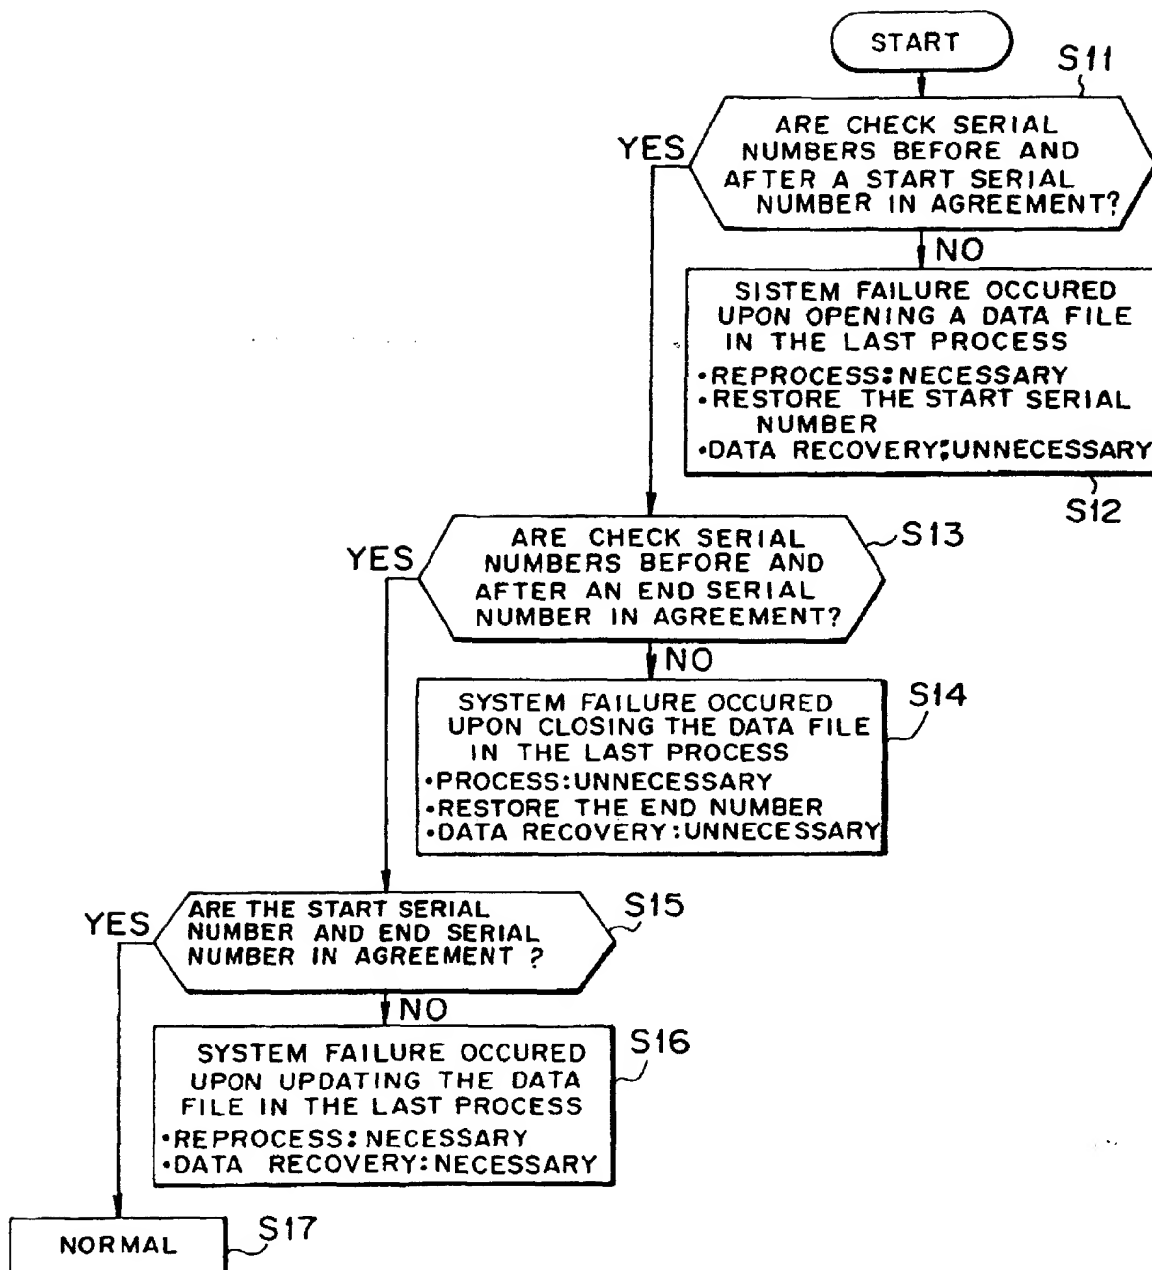 START
S11
ARE CHECK SERIAL
NUMBERS BEFORE AND
AFTER A START SERIAL
NUMBER IN AGREEMENT?
YES
NO
SISTEM FAILURE OCCURED
UPON OPENING A DATA FILE
IN THE LAST PROCESS
•REPROCESS:NECESSARY
•RESTORE THE START SERIAL
NUMBER
•DATA RECOVERY:UNNECESSARY
S12
ARE CHECK SERIAL
NUMBERS BEFORE AND
AFTER AN END SERIAL
NUMBER IN AGREEMENT?
S13
YES
NO
SYSTEM FAILURE OCCURED
UPON CLOSING THE DATA FILE
IN THE LAST PROCESS
•PROCESS:UNNECESSARY
•RESTORE THE END NUMBER
•DATA RECOVERY:UNNECESSARY
S14
ARE THE START SERIAL
NUMBER AND END SERIAL
NUMBER IN AGREEMENT ?
S15
YES
NO
SYSTEM FAILURE OCCURED
UPON UPDATING THE DATA
FILE IN THE LAST PROCESS
•REPROCESS:NECESSARY
•DATA RECOVERY:NECESSARY
S16
NORMAL
S17